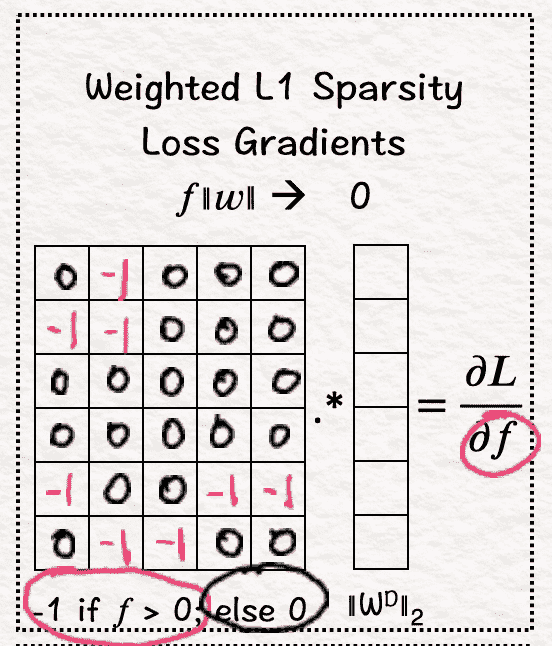 Weighted L1 Sparsity
Loss Gradients
f‖w‖ → 0
0 -1 0 0 0
-1 -1 0 0 0
0 0 0 0 0
0 0 0 0 0
-1 0 0 -1 -1
0 -1 -1 0 0
.* = ∂L
∂f
-1 if f > 0; else 0 ‖Wᴰ‖₂